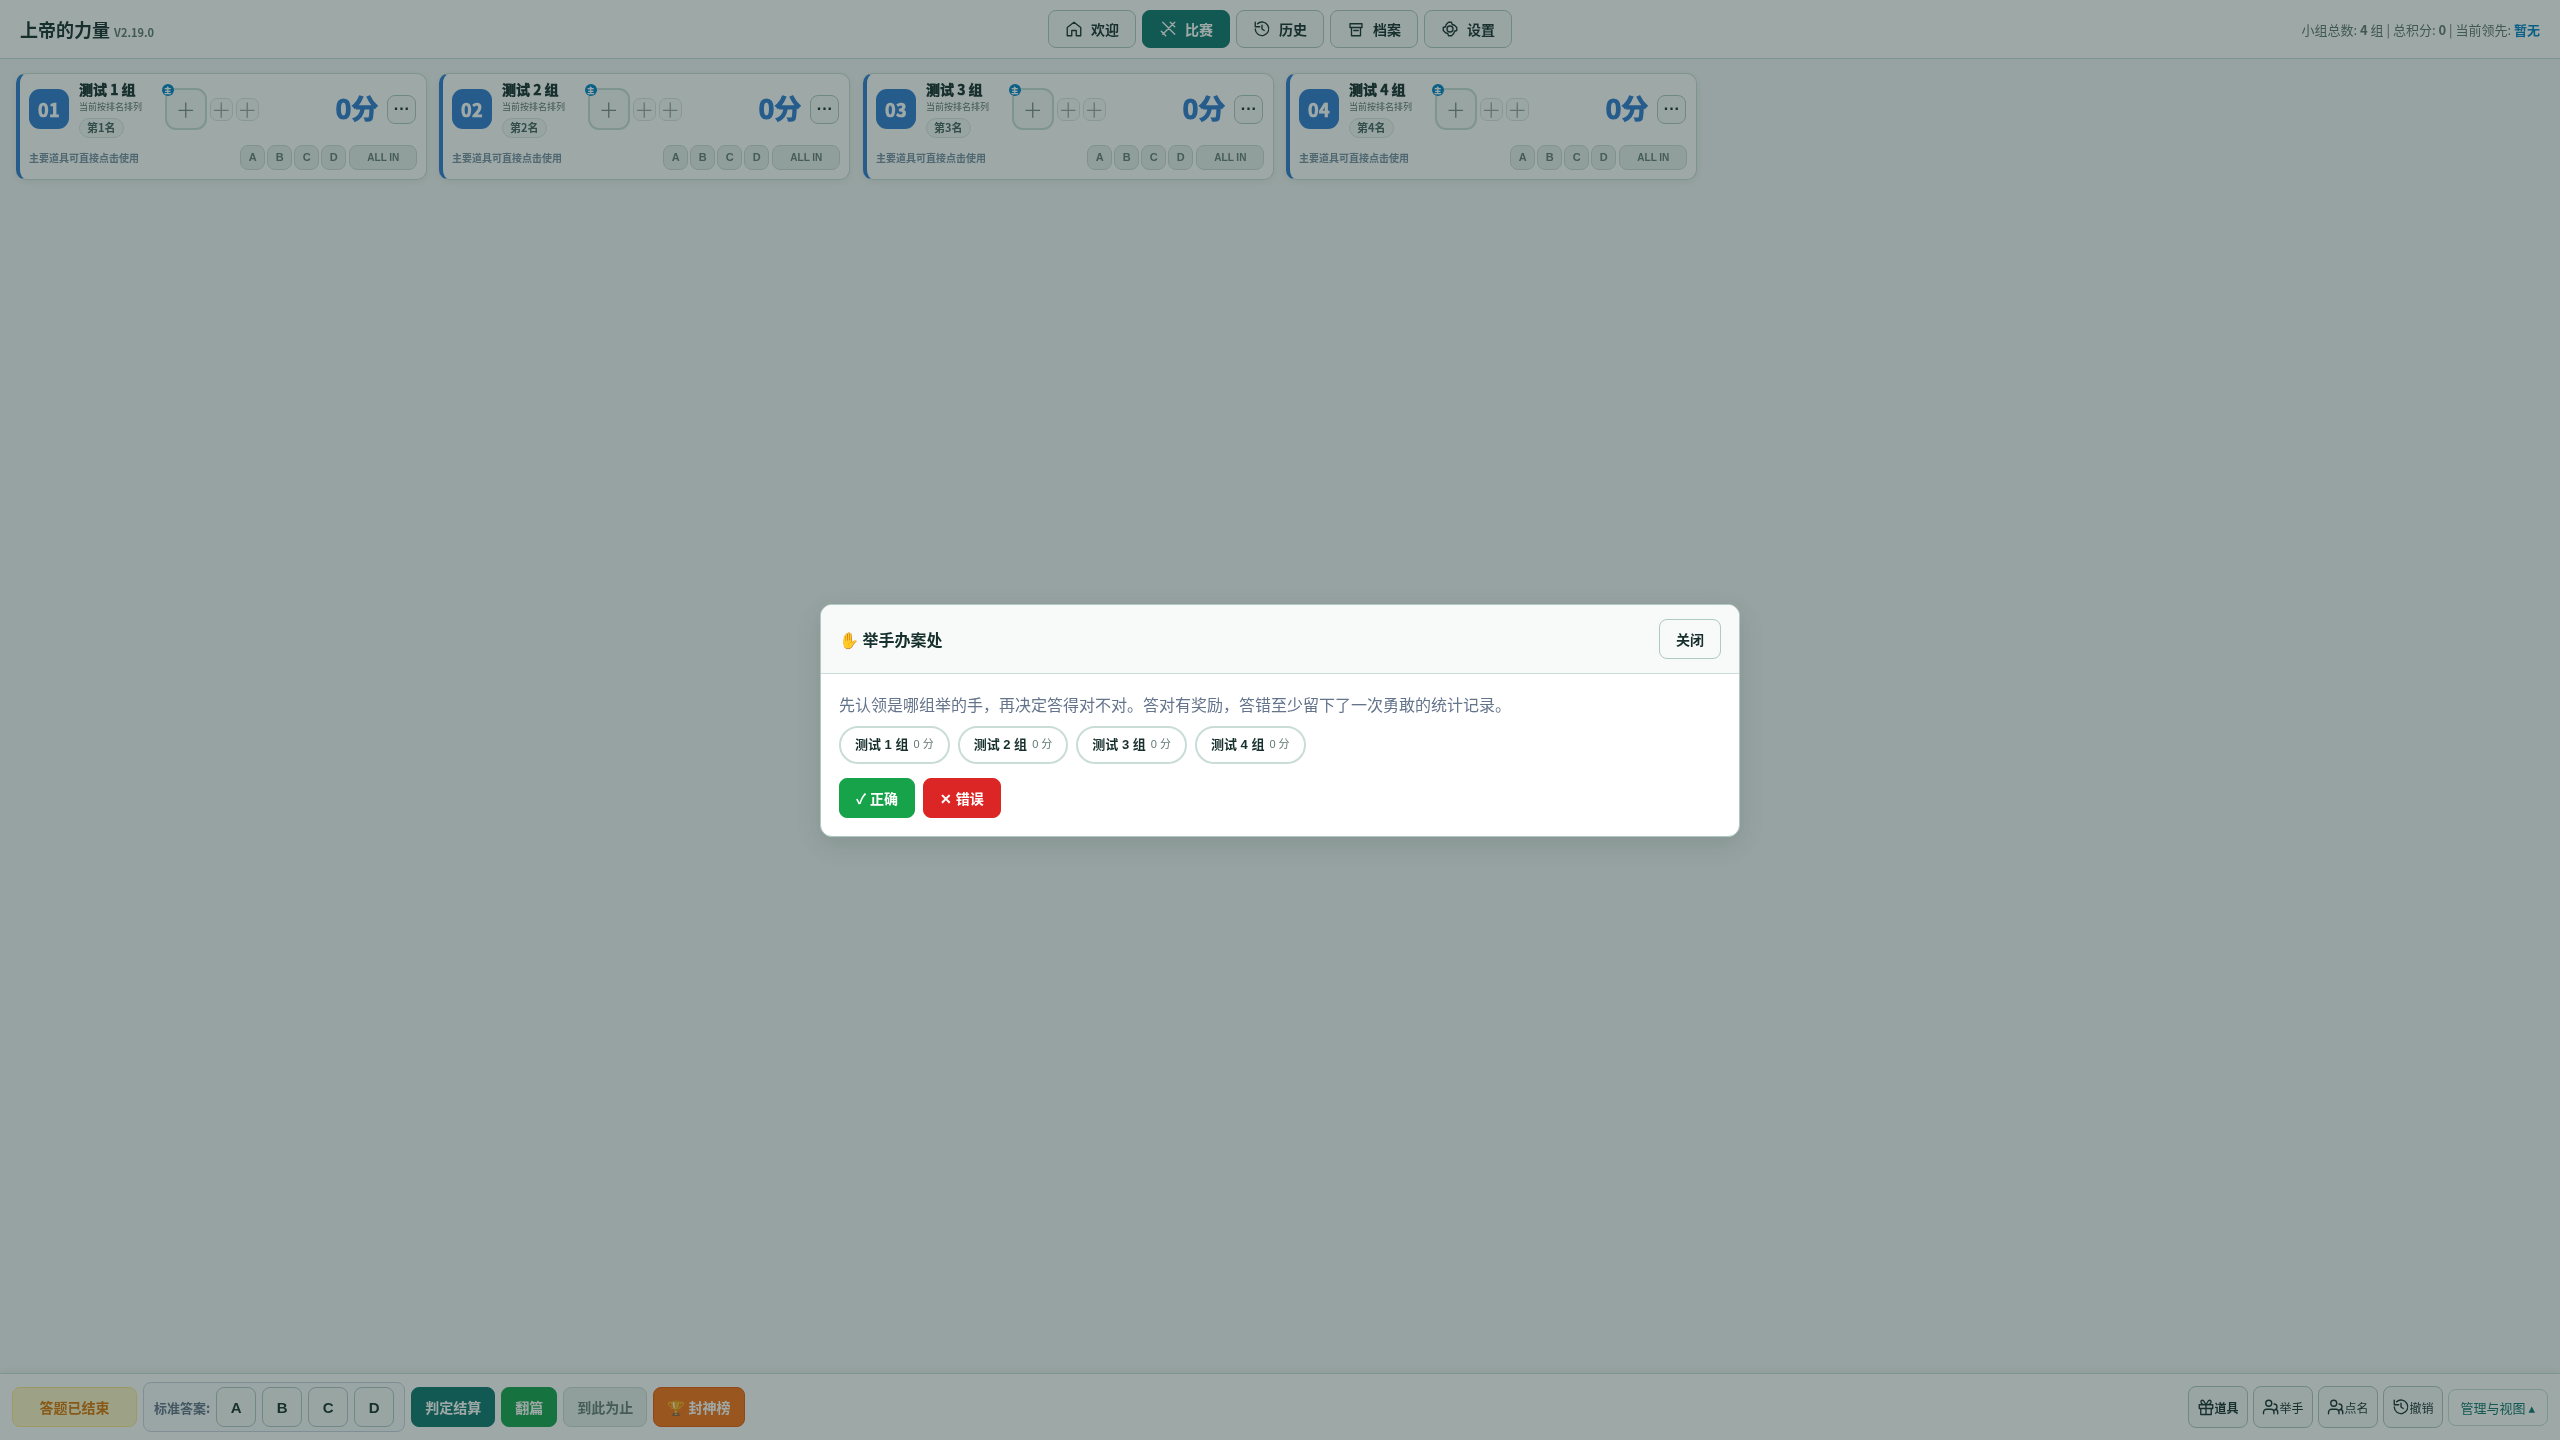 上帝的力量 V2.19.0
欢迎
比赛
历史
档案
设置
小组总数: 4 组 | 总积分: 0 | 当前领先: 暂无
01
测试 1 组
当前按排名排列
第1名
主
0分
主要道具可直接点击使用
A B C D ALL IN
02
测试 2 组
当前按排名排列
第2名
主
0分
主要道具可直接点击使用
A B C D ALL IN
03
测试 3 组
当前按排名排列
第3名
主
0分
主要道具可直接点击使用
A B C D ALL IN
04
测试 4 组
当前按排名排列
第4名
主
0分
主要道具可直接点击使用
A B C D ALL IN
✋ 举手办案处
关闭
先认领是哪组举的手，再决定答得对不对。答对有奖励，答错至少留下了一次勇敢的统计记录。
测试 1 组 0 分
测试 2 组 0 分
测试 3 组 0 分
测试 4 组 0 分
✓ 正确
✕ 错误
答题已结束
标准答案: A B C D
判定结算
翻篇
到此为止
🏆 封神榜
道具
举手
点名
撤销
管理与视图 ▴